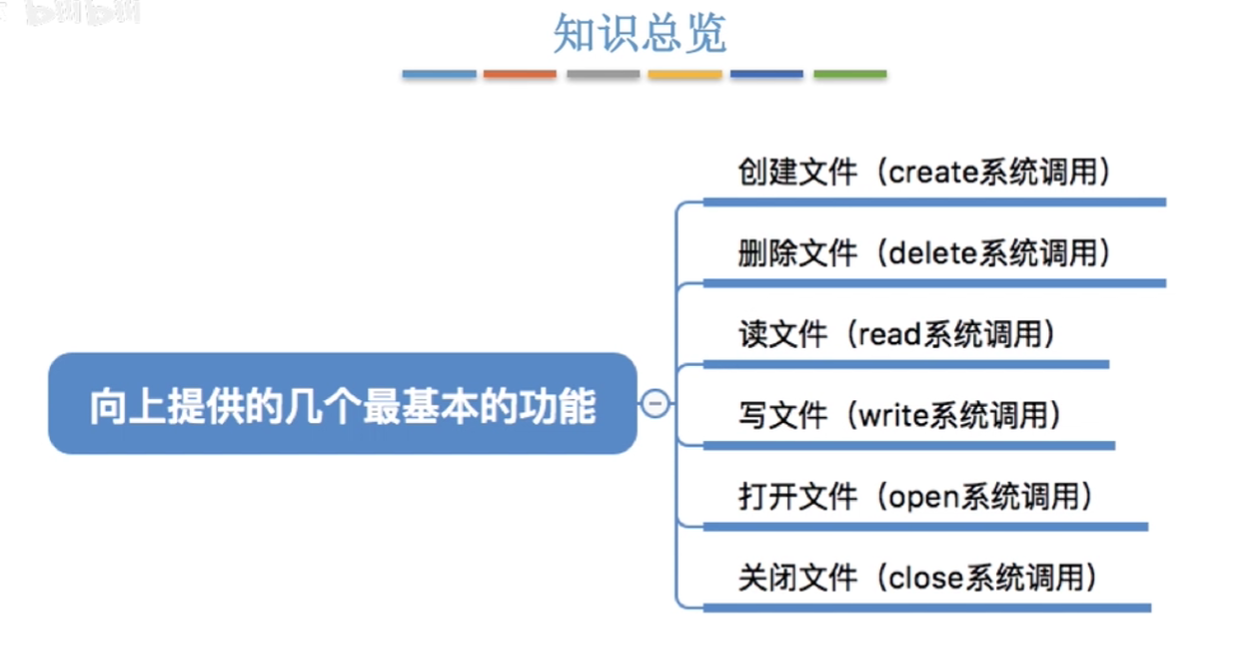 知识总览
创建文件（create系统调用）
删除文件（delete系统调用）
读文件（read系统调用）
向上提供的几个最基本的功能
写文件（write系统调用）
打开文件（open系统调用）
关闭文件（close系统调用）